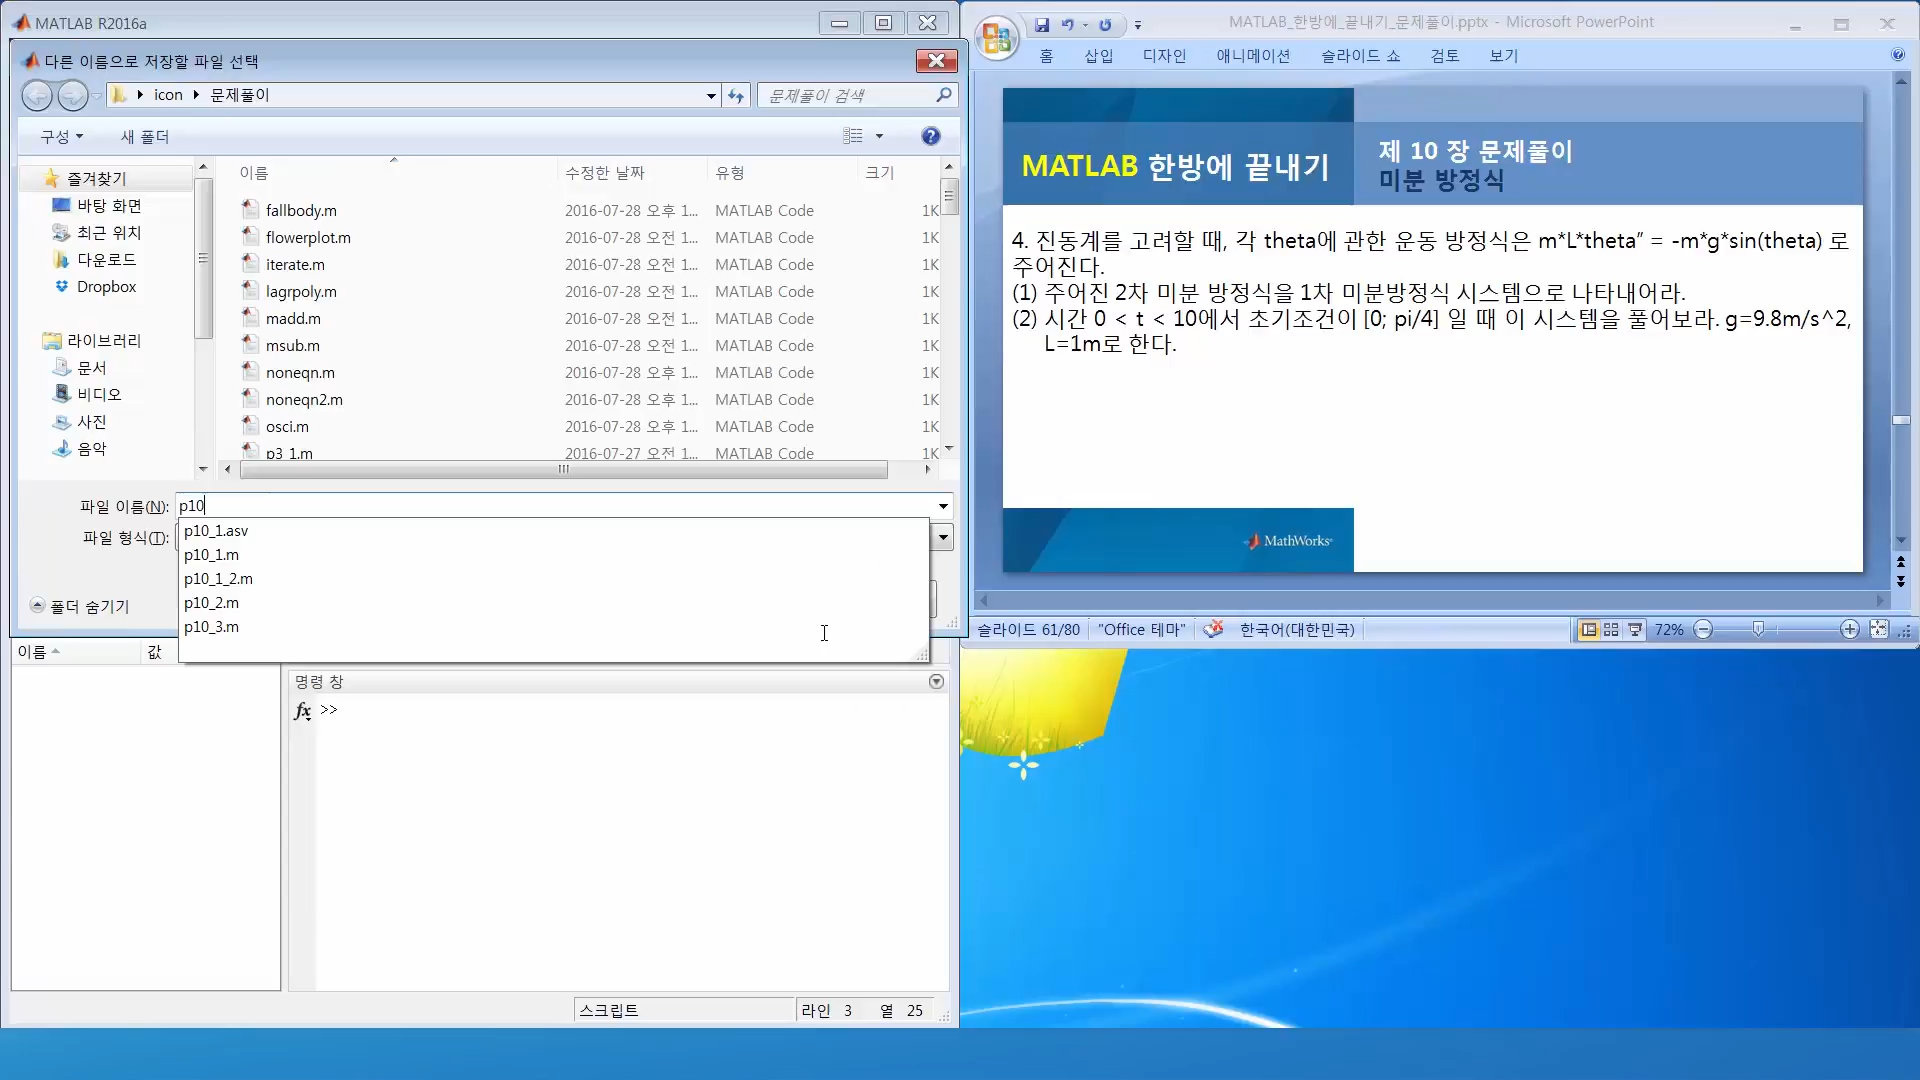 MATLAB R2016a
다른 이름으로 저장할 파일 선택
icon 문제풀이
문제풀이 검색
구성 새 폴더
즐겨찾기
바탕 화면
최근 위치
다운로드
Dropbox
라이브러리
문서
비디오
사진
음악
이름 수정한 날짜 유형 크기
fallbody.m 2016-07-28 오후 1... MATLAB Code 1K
flowerplot.m 2016-07-28 오전 1... MATLAB Code 1K
iterate.m 2016-07-28 오전 1... MATLAB Code 1K
lagrpoly.m 2016-07-28 오후 1... MATLAB Code 1K
madd.m 2016-07-28 오전 1... MATLAB Code 1K
msub.m 2016-07-28 오전 1... MATLAB Code 1K
noneqn.m 2016-07-28 오후 1... MATLAB Code 1K
noneqn2.m 2016-07-28 오후 1... MATLAB Code 1K
osci.m 2016-07-28 오후 1... MATLAB Code 1K
p3_1.m 2016-07-27 오전 1... MATLAB Code 1K
파일 이름(N): p10
파일 형식(T):
p10_1.asv
p10_1.m
p10_1_2.m
p10_2.m
p10_3.m
폴더 숨기기
이름 값
명령 창
fx >>
스크립트 라인 3 열 25
MATLAB_한방에_끝내기_문제풀이.pptx - Microsoft PowerPoint
홈 삽입 디자인 애니메이션 슬라이드 쇼 검토 보기
MATLAB 한방에 끝내기
제 10 장 문제풀이
미분 방정식
4. 진동계를 고려할 때, 각 theta에 관한 운동 방정식은 m*L*theta” = -m*g*sin(theta) 로
주어진다.
(1) 주어진 2차 미분 방정식을 1차 미분방정식 시스템으로 나타내어라.
(2) 시간 0 < t < 10에서 초기조건이 [0; pi/4] 일 때 이 시스템을 풀어보라. g=9.8m/s^2,
L=1m로 한다.
MathWorks
슬라이드 61/80 "Office 테마" 한국어(대한민국) 72%